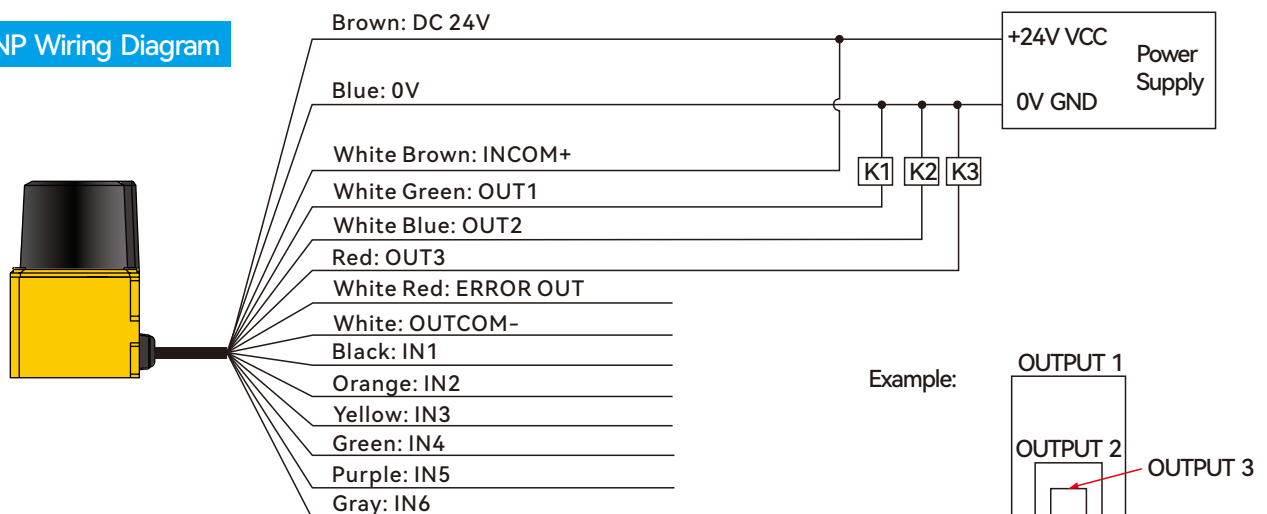 NP Wiring Diagram
Brown: DC 24V
+24V VCC
Power
Supply
Blue: 0V
0V GND
White Brown: INCOM+
K1 K2 K3
White Green: OUT1
White Blue: OUT2
Red: OUT3
White Red: ERROR OUT
White: OUTCOM-
Black: IN1
Orange: IN2
Yellow: IN3
Green: IN4
Purple: IN5
Gray: IN6
Example:
OUTPUT 1
OUTPUT 2
OUTPUT 3